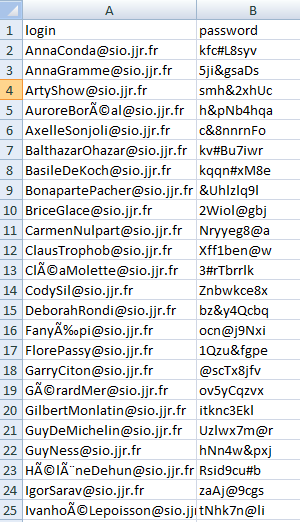 A B
1 login password
2 AnnaConda@sio.jjr.fr kfc#L8syv
3 AnnaGramme@sio.jjr.fr 5ji&gsaDs
4 ArtyShow@sio.jjr.fr smh&2xhUc
5 AuroreBorÃ©al@sio.jjr.fr h&pNb4hqa
6 AxelleSonjoli@sio.jjr.fr c&8nnrnFo
7 BalthazarOhazar@sio.jjr.fr kv#Bu7iwr
8 BasileDeKoch@sio.jjr.fr kqqn#xM8e
9 BonapartePacher@sio.jjr.fr &Uhlzlq9l
10 BriceGlace@sio.jjr.fr 2Wiol@gbj
11 CarmenNulpart@sio.jjr.fr Nryyeg8@a
12 ClausTrophob@sio.jjr.fr Xff1ben@w
13 ClÃ©aMolette@sio.jjr.fr 3#rTbrrlk
14 CodySil@sio.jjr.fr Znbwkce8x
15 DeborahRondi@sio.jjr.fr bz&y4Qcbq
16 FanyÃ‰pi@sio.jjr.fr ocn@j9Nxi
17 FlorePassy@sio.jjr.fr 1Qzu&fgpe
18 GarryCiton@sio.jjr.fr @scTx8jfv
19 GÃ©rardMer@sio.jjr.fr ov5yCqzvx
20 GilbertMonlatin@sio.jjr.fr itknc3Ekl
21 GuyDeMichelin@sio.jjr.fr Uzlwx7m@r
22 GuyNess@sio.jjr.fr hNn4w&pxj
23 HÃ©lÃ¨neDehun@sio.jjr.fr Rsid9cu#b
24 IgorSarav@sio.jjr.fr zaAj@9cgs
25 IvanhoÃ©Lepoisson@sio.jj tNhk7n@li